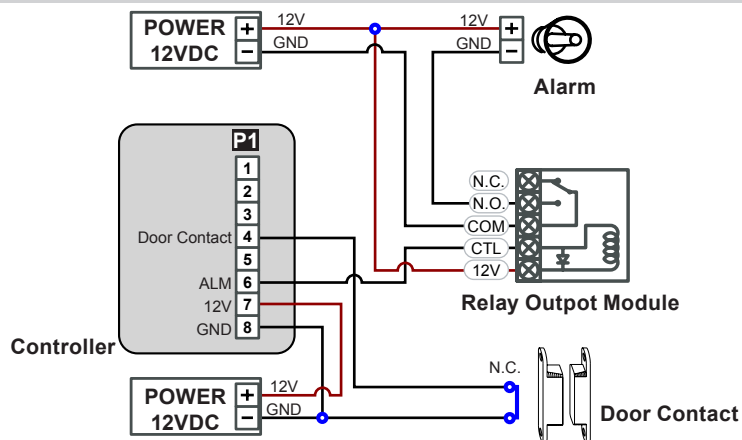 POWER
12VDC
+
−
12V
GND
12V
GND
+
−
Alarm
P1
1
2
3
Door Contact 4
5
ALM 6
12V 7
GND 8
Controller
N.C.
N.O.
COM
CTL
12V
Relay Outpot Module
POWER
12VDC
+
−
12V
GND
N.C.
Door Contact